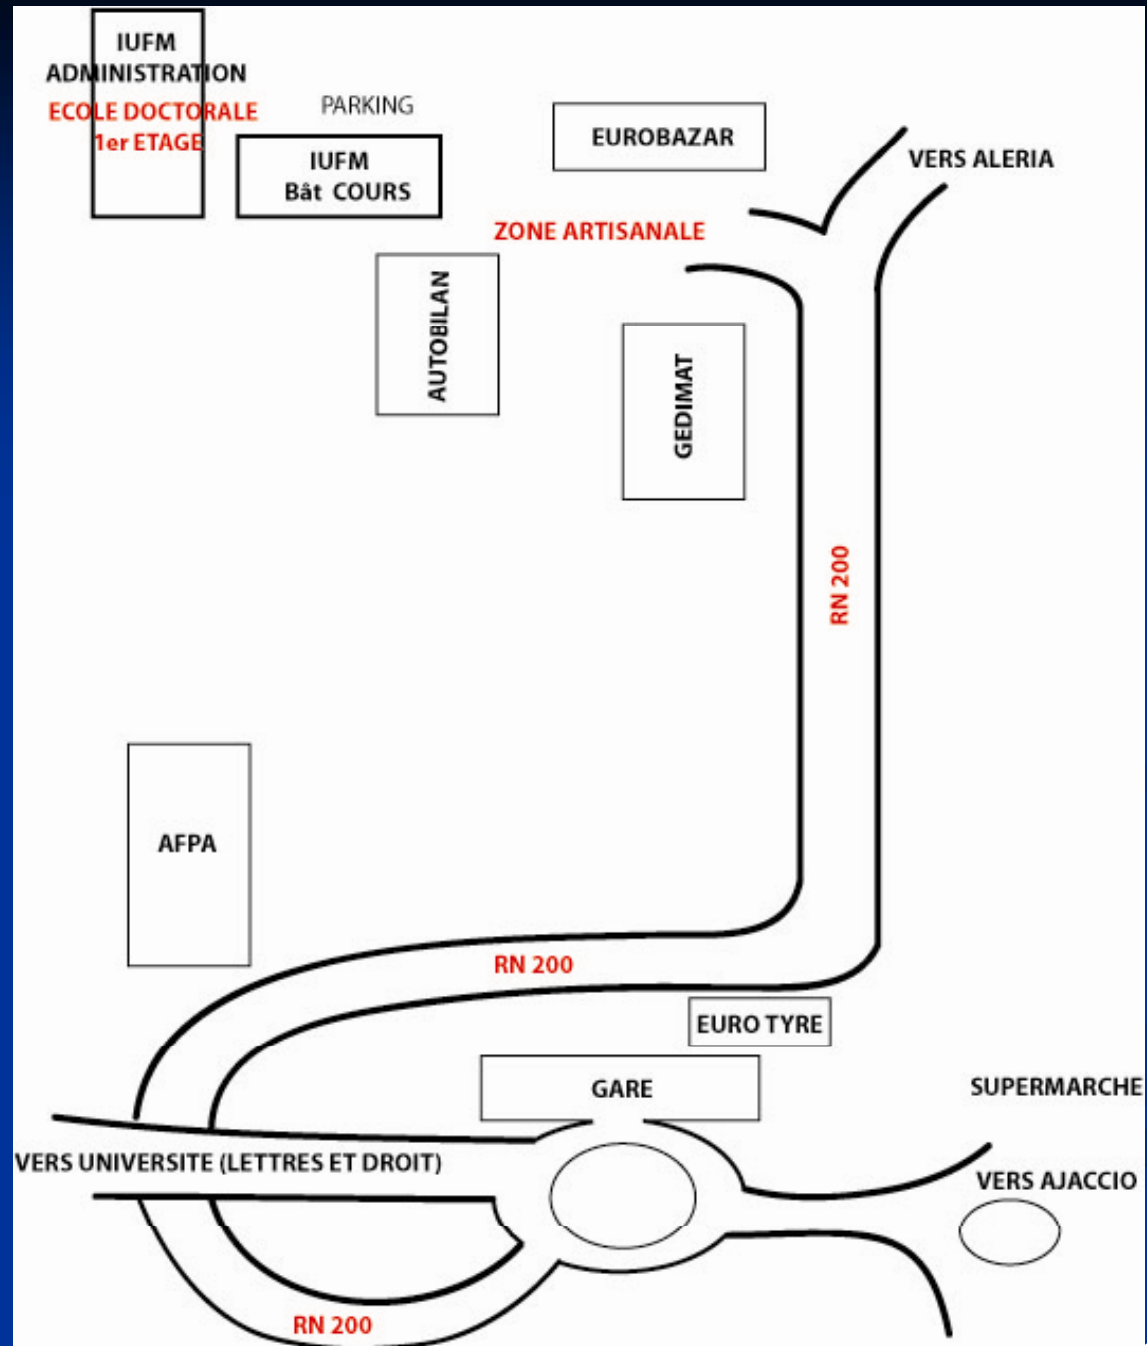 IUFM
ADMINISTRATION
ECOLE DOCTORALE
1er ETAGE
PARKING
IUFM
Bât COURS
EUROBAZAR
VERS ALERIA
ZONE ARTISANALE
AUTOBILAN
GEDIMAT
RN 200
AFPA
RN 200
EURO TYRE
GARE
SUPERMARCHE
VERS UNIVERSITE (LETTRES ET DROIT)
VERS AJACCIO
RN 200